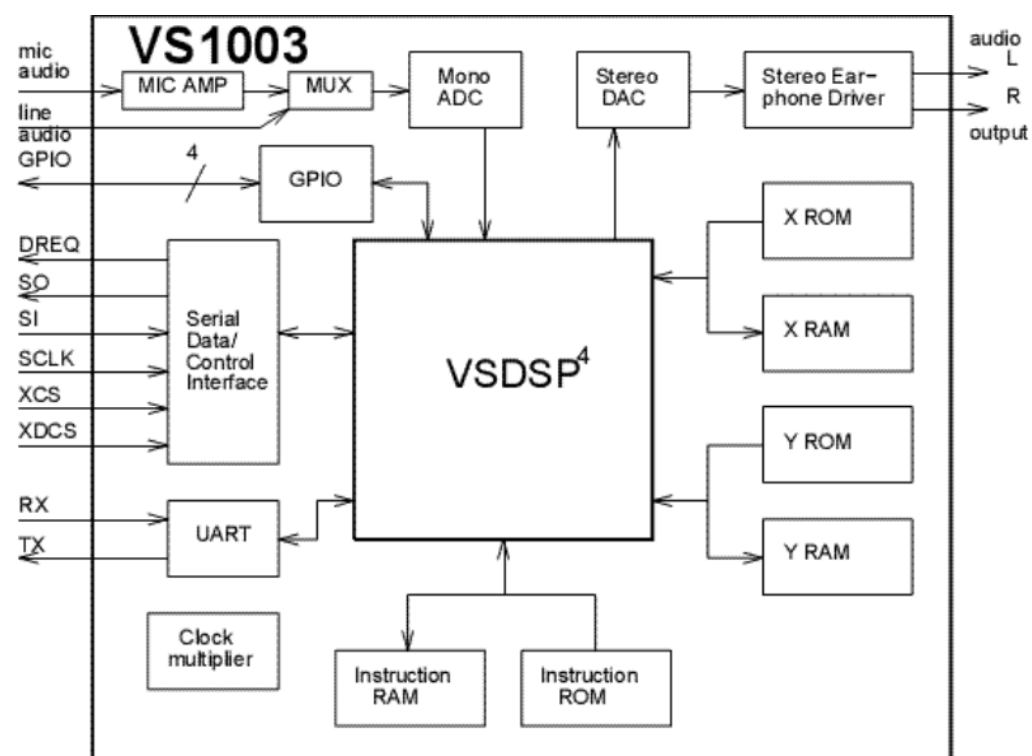 VS1003
mic
audio
MIC AMP
MUX
Mono
ADC
Stereo
DAC
Stereo Ear-
phone Driver
audio
L
R
output
line
audio
GPIO
4
GPIO
X ROM
DREQ
SO
SI
SCLK
XCS
XDCS
Serial
Data/
Control
Interface
VSDSP4
X RAM
Y ROM
RX
TX
UART
Y RAM
Clock
multiplier
Instruction
RAM
Instruction
ROM